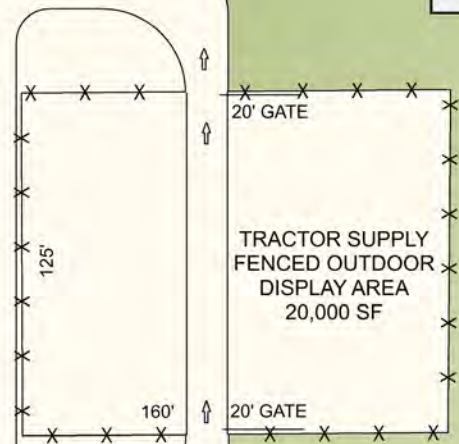 20' GATE
125'
TRACTOR SUPPLY
FENCED OUTDOOR
DISPLAY AREA
20,000 SF
160'
20' GATE